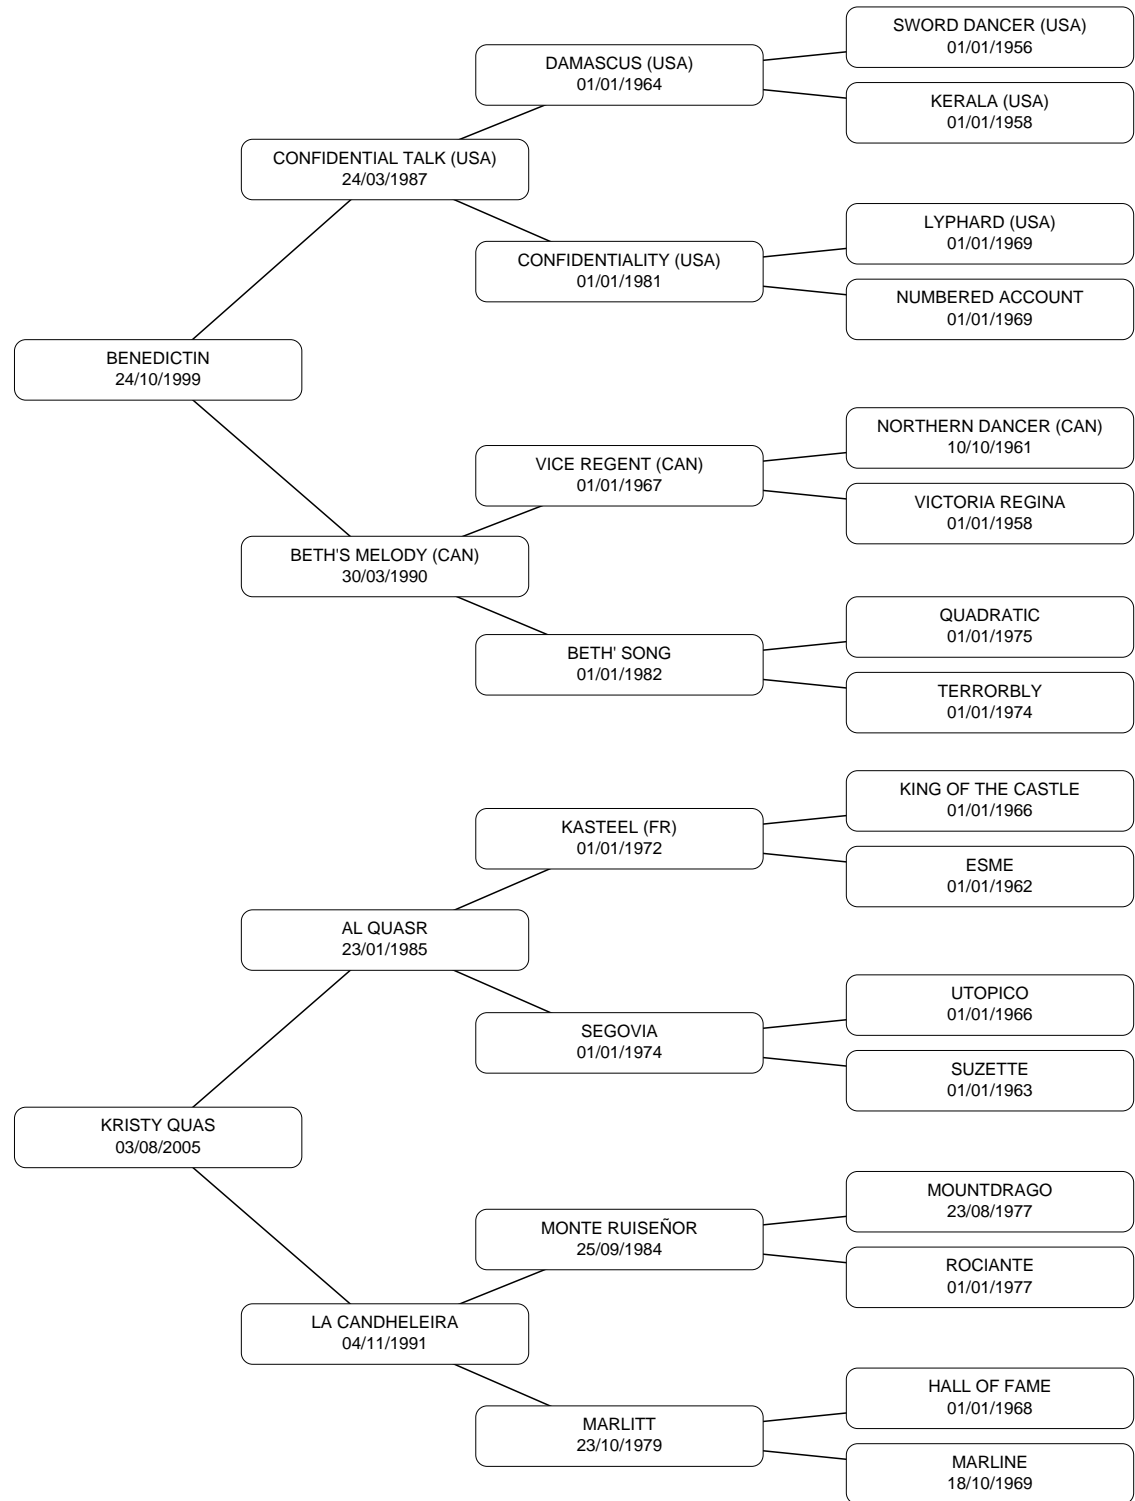 SWORD DANCER (USA)
01/01/1956
DAMASCUS (USA)
01/01/1964
KERALA (USA)
01/01/1958
CONFIDENTIAL TALK (USA)
24/03/1987
LYPHARD (USA)
01/01/1969
CONFIDENTIALITY (USA)
01/01/1981
NUMBERED ACCOUNT
01/01/1969
BENEDICTIN
24/10/1999
NORTHERN DANCER (CAN)
10/10/1961
VICE REGENT (CAN)
01/01/1967
VICTORIA REGINA
01/01/1958
BETH'S MELODY (CAN)
30/03/1990
QUADRATIC
01/01/1975
BETH' SONG
01/01/1982
TERRORBLY
01/01/1974
KING OF THE CASTLE
01/01/1966
KASTEEL (FR)
01/01/1972
ESME
01/01/1962
AL QUASR
23/01/1985
UTOPICO
01/01/1966
SEGOVIA
01/01/1974
SUZETTE
01/01/1963
KRISTY QUAS
03/08/2005
MOUNTDRAGO
23/08/1977
MONTE RUISEÑOR
25/09/1984
ROCIANTE
01/01/1977
LA CANDHELEIRA
04/11/1991
HALL OF FAME
01/01/1968
MARLITT
23/10/1979
MARLINE
18/10/1969